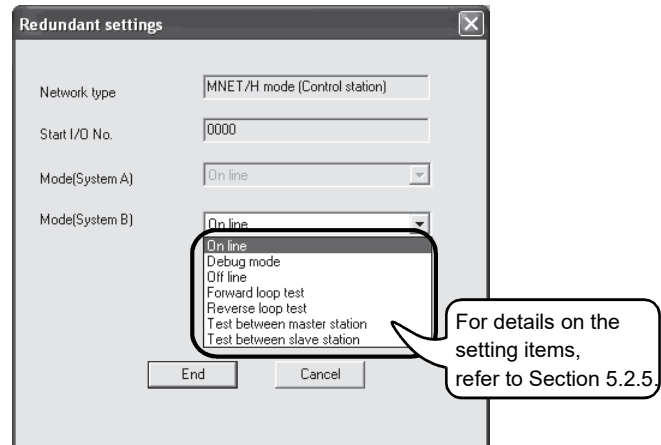 Redundant settings
Network type MNET/H mode (Control station)
Start I/O No. 0000
Mode(System A) On line
Mode(System B) On line
On line
Debug mode
Off line
Forward loop test
Reverse loop test
Test between master station
Test between slave station
For details on the
setting items,
refer to Section 5.2.5.
End Cancel